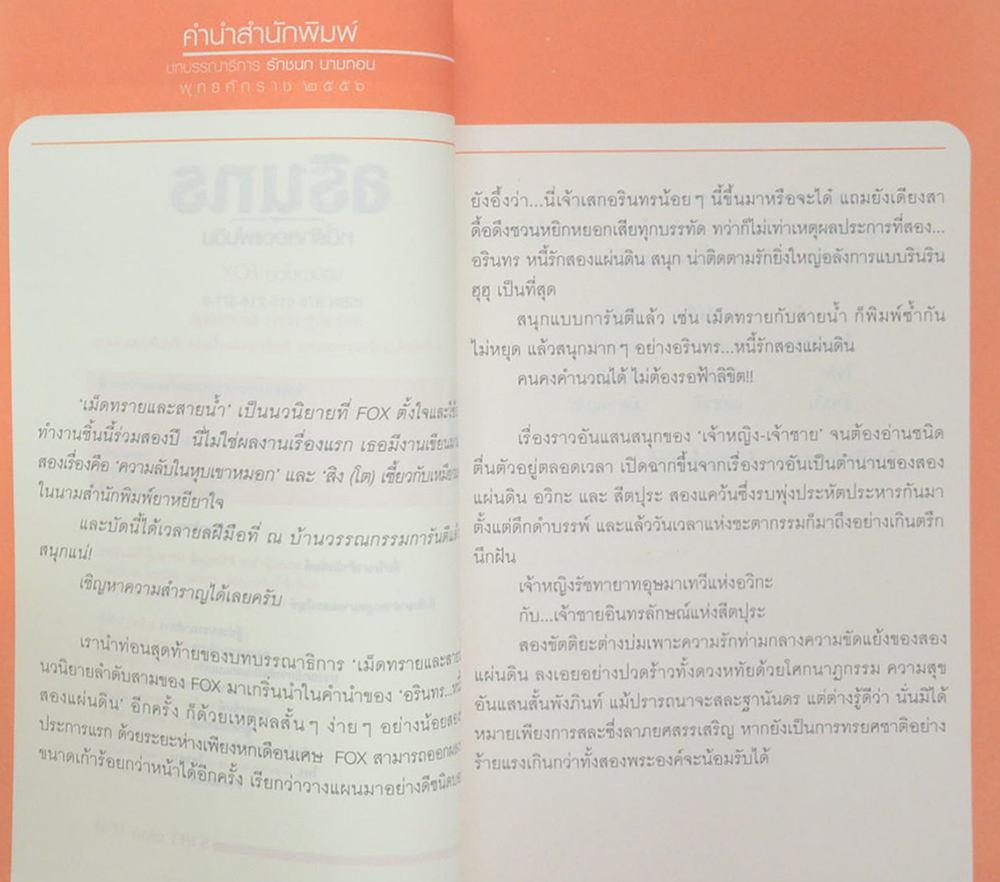 คำนำสำนักพิมพ์
บทบรรณาธิการ รักชนก นามทอน
พุทธศักราช ๒๕๕๖
'เม็ดทรายและสายน้ำ' เป็นนวนิยายที่ FOX ตั้งใจและใช้
ทำงานชิ้นนี้ร่วมสองปี นี่ไม่ใช่ผลงานเรื่องแรก เธอมีงานเขียน
สองเรื่องคือ 'ความลับในหุบเขาหมอก' และ 'สิง (โต) เซี้ยวกับเหมียว
ในนามสำนักพิมพ์ยาหยียาใจ
และบัดนี้ได้เวลายลฝีมือที่ ณ บ้านวรรณกรรมการันตี
สนุกแน่!
เชิญหาความสำราญได้เลยครับ
เรานำท่อนสุดท้ายของบทบรรณาธิการ 'เม็ดทรายและสาย
นวนิยายลำดับสามของ FOX มาเกริ่นนำในคำนำของ 'อรินทร...หนี้
สองแผ่นดิน' อีกครั้ง ก็ด้วยเหตุผลสั้นๆ ง่ายๆ อย่างน้อยสอง
ประการแรก ด้วยระยะห่างเพียงหกเดือนเศษ FOX สามารถออกผลงา
ขนาดเก้าร้อยกว่าหน้าได้อีกครั้ง เรียกว่าวางแผนมาอย่างดีชนิด
ยังอึ้งว่า...นี่เจ้าเสกอรินทรน้อยๆ นี้ขึ้นมาหรือจะได๋ แถมยังเดียงสา
ดื้อดึงชวนหยิกหยอกเสียทุกบรรทัด ทว่าก็ไม่เท่าเหตุผลประการที่สอง...
อรินทร หนี้รักสองแผ่นดิน สนุก น่าติดตามรักยิ่งใหญ่อลังการแบบรินริน
ฮุฮุ เป็นที่สุด
สนุกแบบการันตีแล้ว เช่น เม็ดทรายกับสายน้ำ ก็พิมพ์ซ้ำกัน
ไม่หยุด แล้วสนุกมากๆ อย่างอรินทร...หนี้รักสองแผ่นดิน
คนคงคำนวณได้ ไม่ต้องรอฟ้าลิขิต!!
เรื่องราวอันแสนสนุกของ 'เจ้าหญิง-เจ้าชาย' จนต้องอ่านชนิด
ตื่นตัวอยู่ตลอดเวลา เปิดฉากขึ้นจากเรื่องราวอันเป็นตำนานของสอง
แผ่นดิน อวิกะ และ สีตปุระ สองแคว้นซึ่งรบพุ่งประหัตประหารกันมา
ตั้งแต่ดึกดำบรรพ์ และแล้ววันเวลาแห่งชะตากรรมก็มาถึงอย่างเกินตรึก
นึกฝัน
เจ้าหญิงรัชทายาทอุษมาเทวีแห่งอวิกะ
กับ...เจ้าชายอินทรลักษณ์แห่งสีตปุระ
สองขัตติยะต่างบ่มเพาะความรักท่ามกลางความขัดแย้งของสอง
แผ่นดิน ลงเอยอย่างปวดร้าวทั้งดวงหทัยด้วยโศกนาฏกรรม ความสุข
อันแสนสั้นพังภินท์ แม้ปรารถนาจะสละฐานันดร แต่ต่างรู้ดีว่า นั่นมิได้
หมายเพียงการสละซึ่งลาภยศสรรเสริญ หากยังเป็นการทรยศชาติอย่าง
ร้ายแรงเกินกว่าทั้งสองพระองค์จะน้อมรับได้